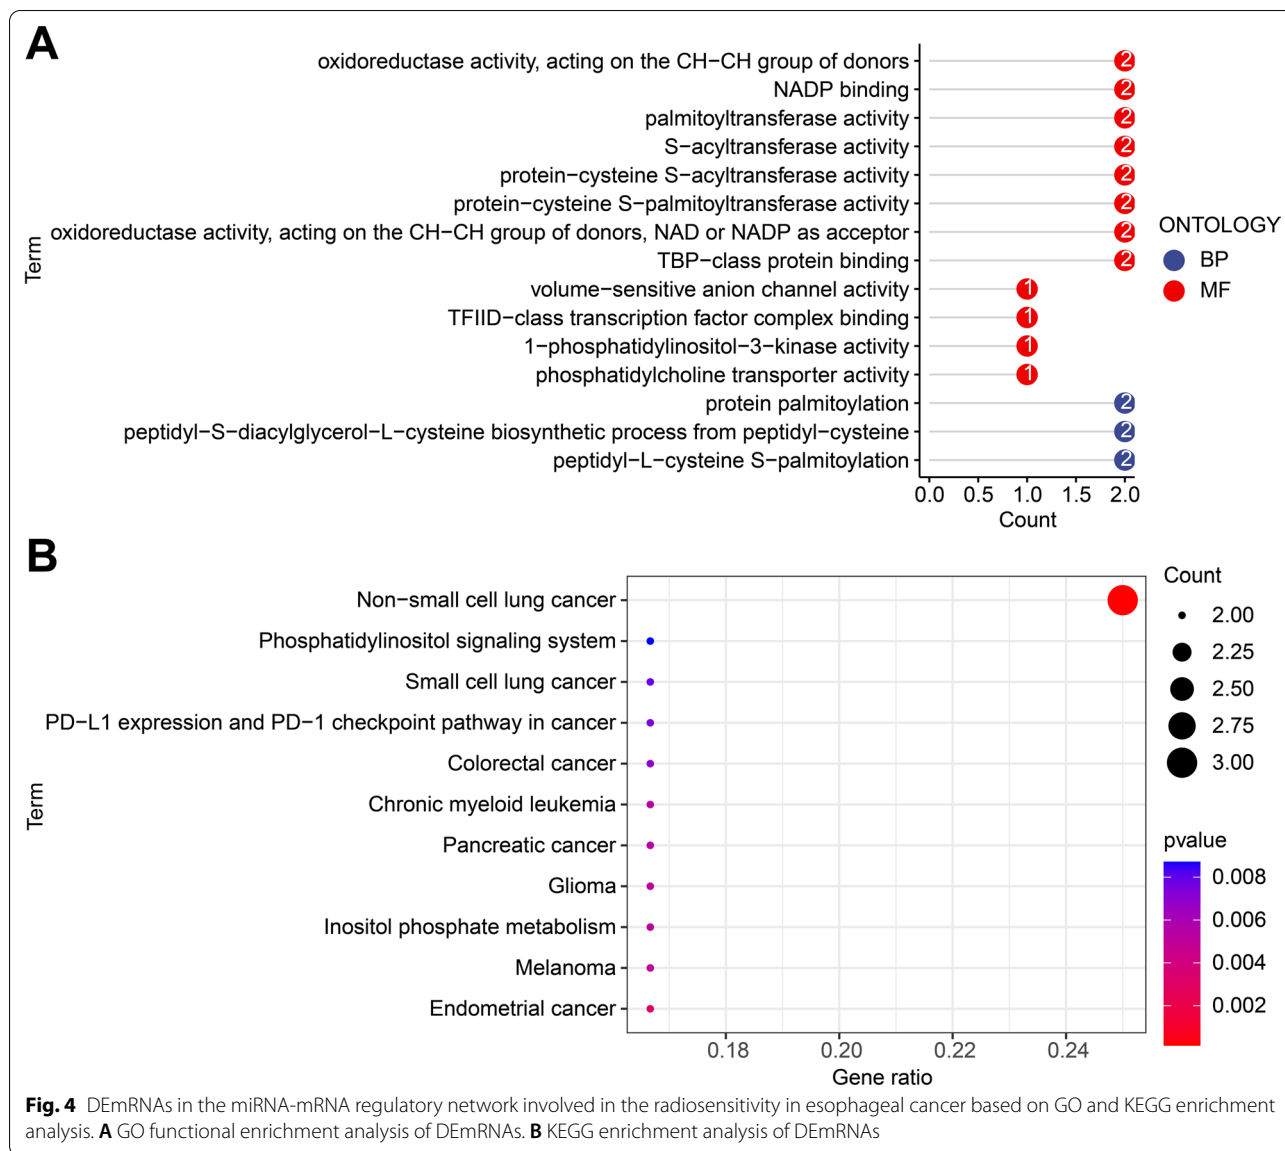 A
oxidoreductase activity, acting on the CH−CH group of donors
NADP binding
palmitoyltransferase activity
S−acyltransferase activity
protein−cysteine S−acyltransferase activity
protein−cysteine S−palmitoyltransferase activity
oxidoreductase activity, acting on the CH−CH group of donors, NAD or NADP as acceptor
TBP−class protein binding
volume−sensitive anion channel activity
TFIID−class transcription factor complex binding
1−phosphatidylinositol−3−kinase activity
phosphatidylcholine transporter activity
protein palmitoylation
peptidyl−S−diacylglycerol−L−cysteine biosynthetic process from peptidyl−cysteine
peptidyl−L−cysteine S−palmitoylation
Term
2
2
2
2
2
2
2
2
1
1
1
1
2
2
2
0.0 0.5 1.0 1.5 2.0
Count
ONTOLOGY
BP
MF
B
Non−small cell lung cancer
Phosphatidylinositol signaling system
Small cell lung cancer
PD−L1 expression and PD−1 checkpoint pathway in cancer
Colorectal cancer
Chronic myeloid leukemia
Pancreatic cancer
Glioma
Inositol phosphate metabolism
Melanoma
Endometrial cancer
Term
0.18 0.20 0.22 0.24
Gene ratio
Count
2.00
2.25
2.50
2.75
3.00
pvalue
0.008
0.006
0.004
0.002
Fig. 4 DEmRNAs in the miRNA-mRNA regulatory network involved in the radiosensitivity in esophageal cancer based on GO and KEGG enrichment
analysis. A GO functional enrichment analysis of DEmRNAs. B KEGG enrichment analysis of DEmRNAs